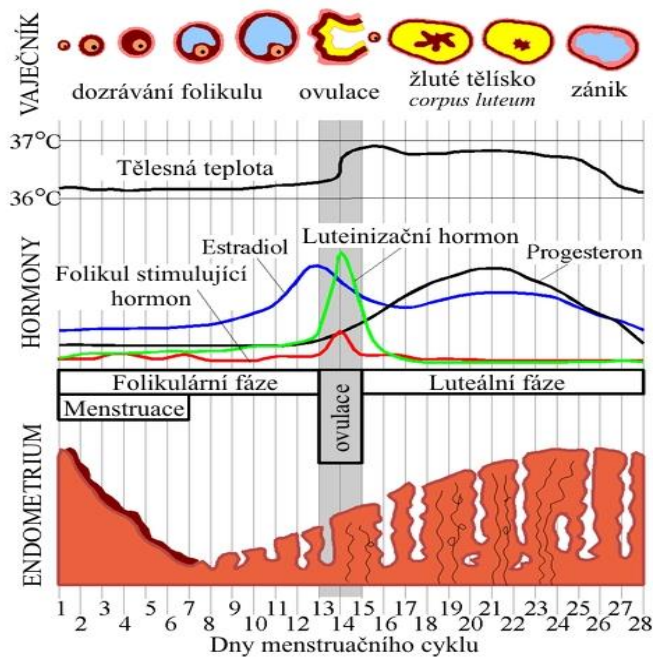 VAJEČNÍK
dozrávání folikulu
ovulace
žluté tělísko
corpus luteum
zánik
37°C
Tělesná teplota
36°C
HORMONY
Estradiol
Luteinizační hormon
Progesteron
Folikul stimulující
hormon
Folikulární fáze
ovulace
Luteální fáze
Menstruace
ENDOMETRIUM
1 3 5 7 9 11 13 15 17 19 21 23 25 27
2 4 6 8 10 12 14 16 18 20 22 24 26 28
Dny menstruačního cyklu